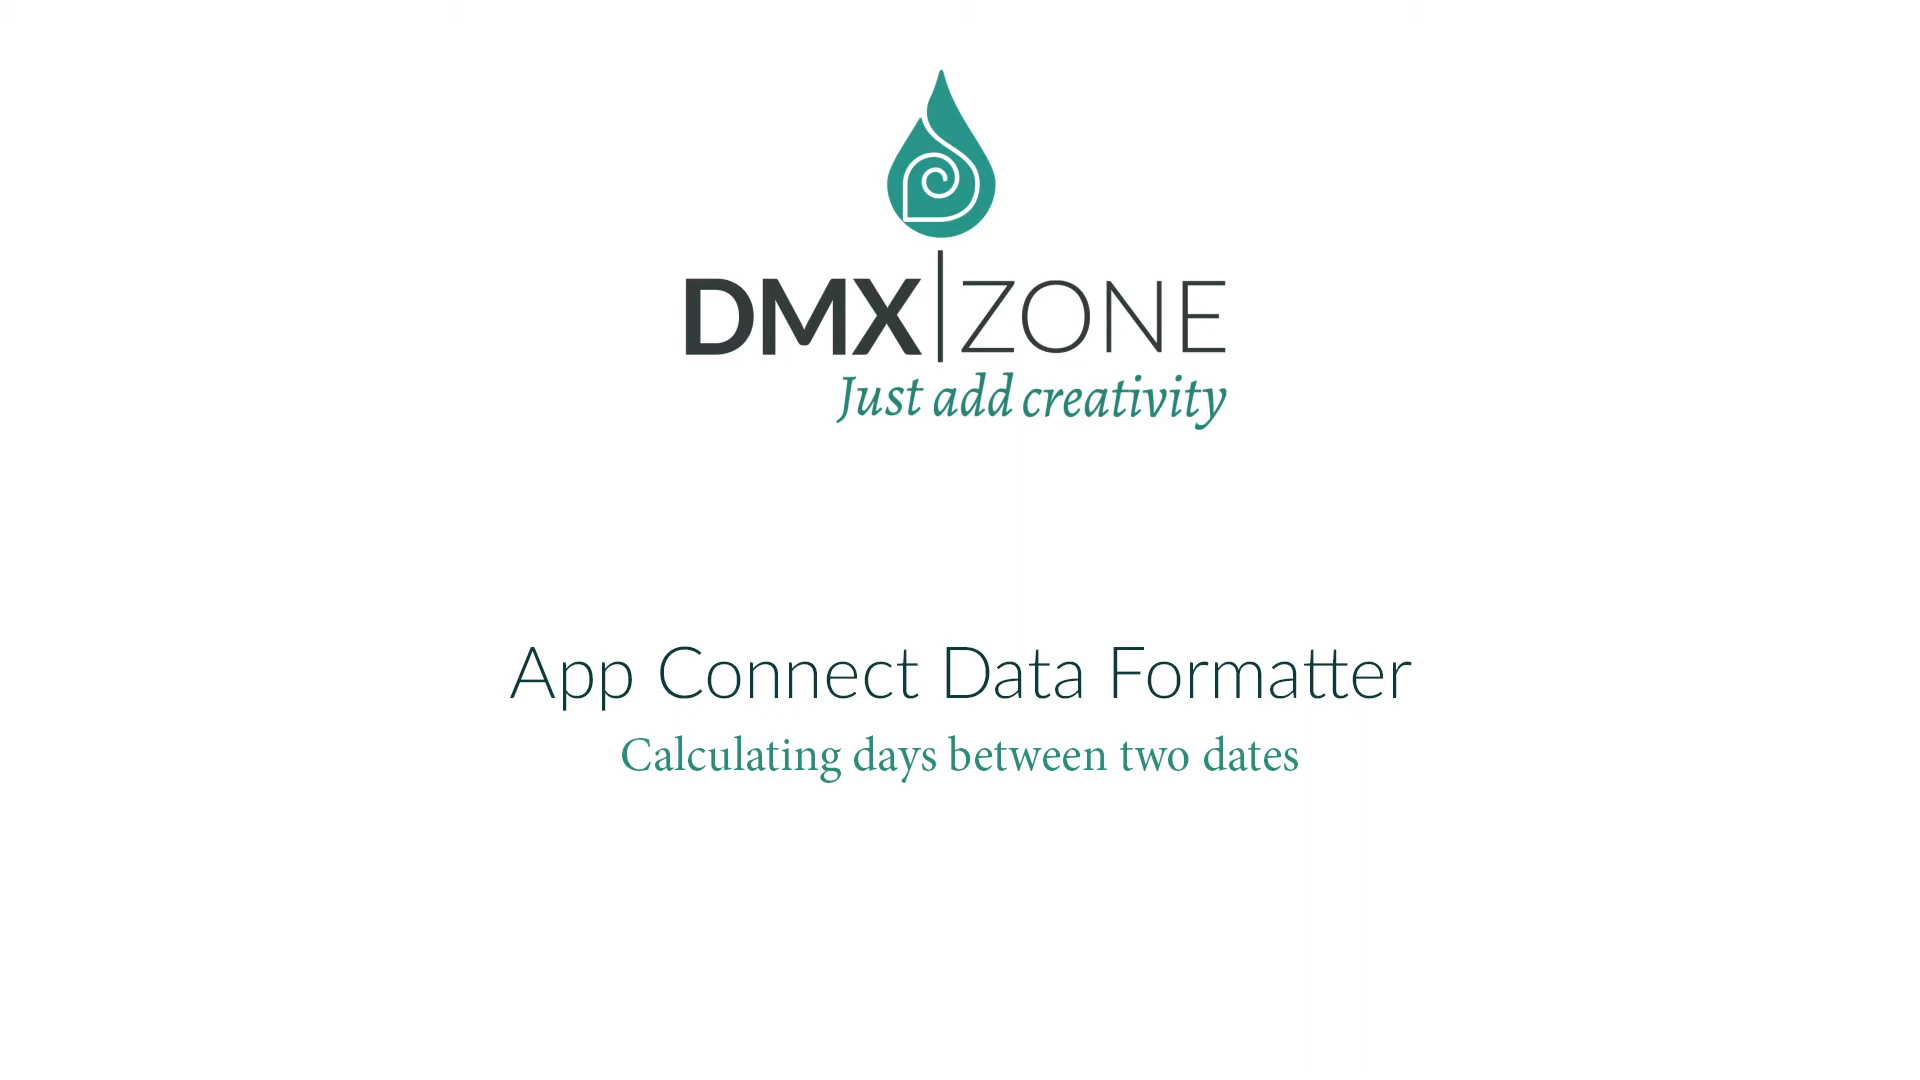 DMX|ZONE
Just add creativity
App Connect Data Formatter
Calculating days between two dates